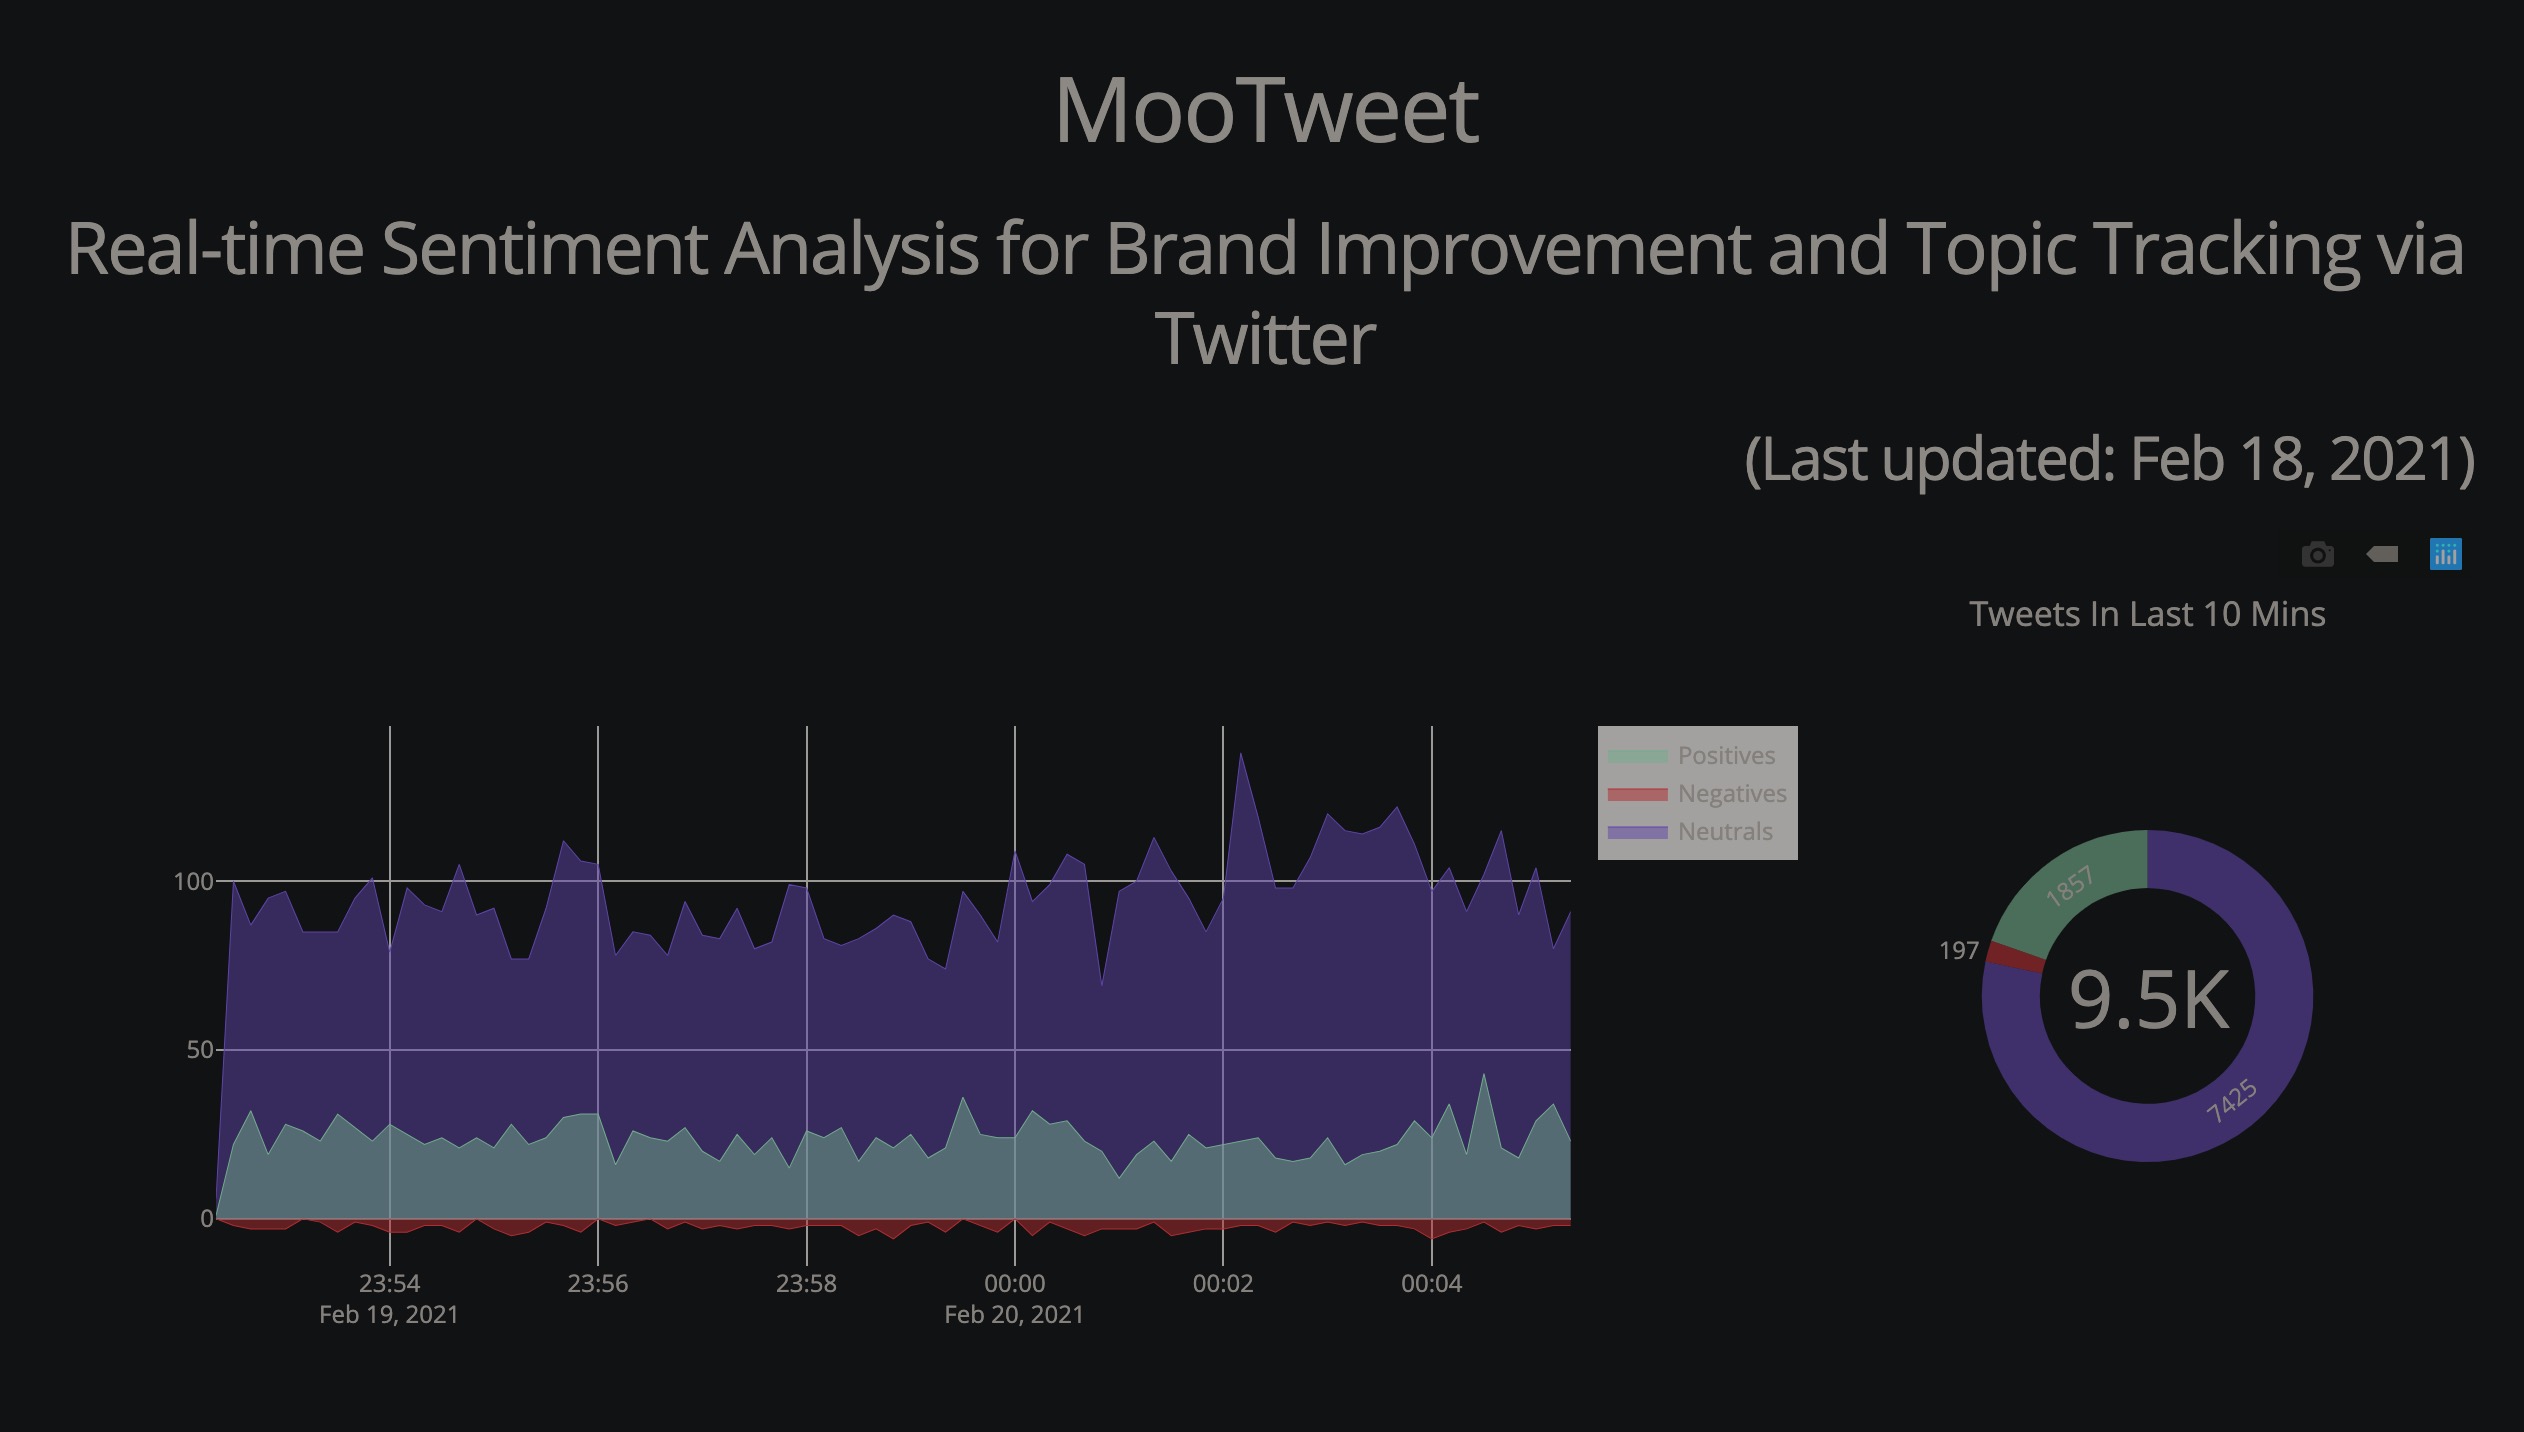 MooTweet
Real-time Sentiment Analysis for Brand Improvement and Topic Tracking via
Twitter
(Last updated: Feb 18, 2021)
Tweets In Last 10 Mins
100
50
0
23:54
Feb 19, 2021
23:56
23:58
00:00
Feb 20, 2021
00:02
00:04
Positives
Negatives
Neutrals
1857
197
9.5K
7425